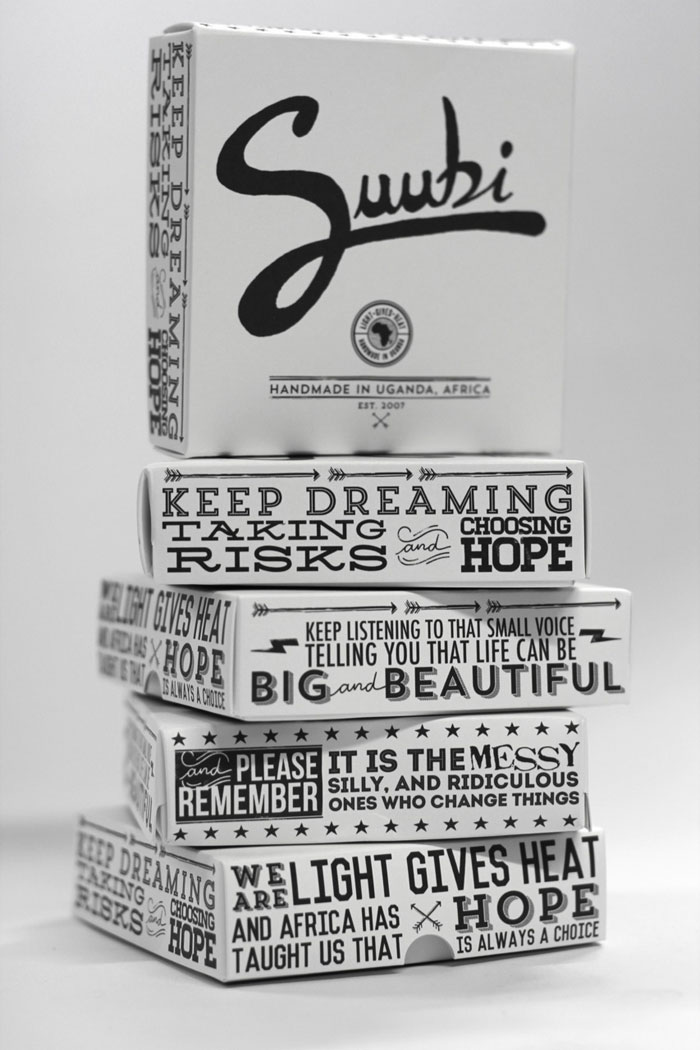 KEEP DREAMING
TAKING
RISKS and CHOOSING HOPE
Suubi
LIGHT·GIVES·HEAT
HANDMADE IN UGANDA
HANDMADE IN UGANDA, AFRICA
EST. 2007
KEEP DREAMING
TAKING
RISKS and CHOOSING
HOPE
WE LIGHT GIVES HEAT
AND AFRICA HAS
TAUGHT US THAT
HOPE
IS ALWAYS A CHOICE
KEEP LISTENING TO THAT SMALL VOICE
TELLING YOU THAT LIFE CAN BE
BIG and BEAUTIFUL
and PLEASE
REMEMBER
IT IS THE MESSY
SILLY, AND RIDICULOUS
ONES WHO CHANGE THINGS
KEEP DREAMING
TAKING
RISKS and CHOOSING
HOPE
WE ARE LIGHT GIVES HEAT
AND AFRICA HAS
TAUGHT US THAT
HOPE
IS ALWAYS A CHOICE